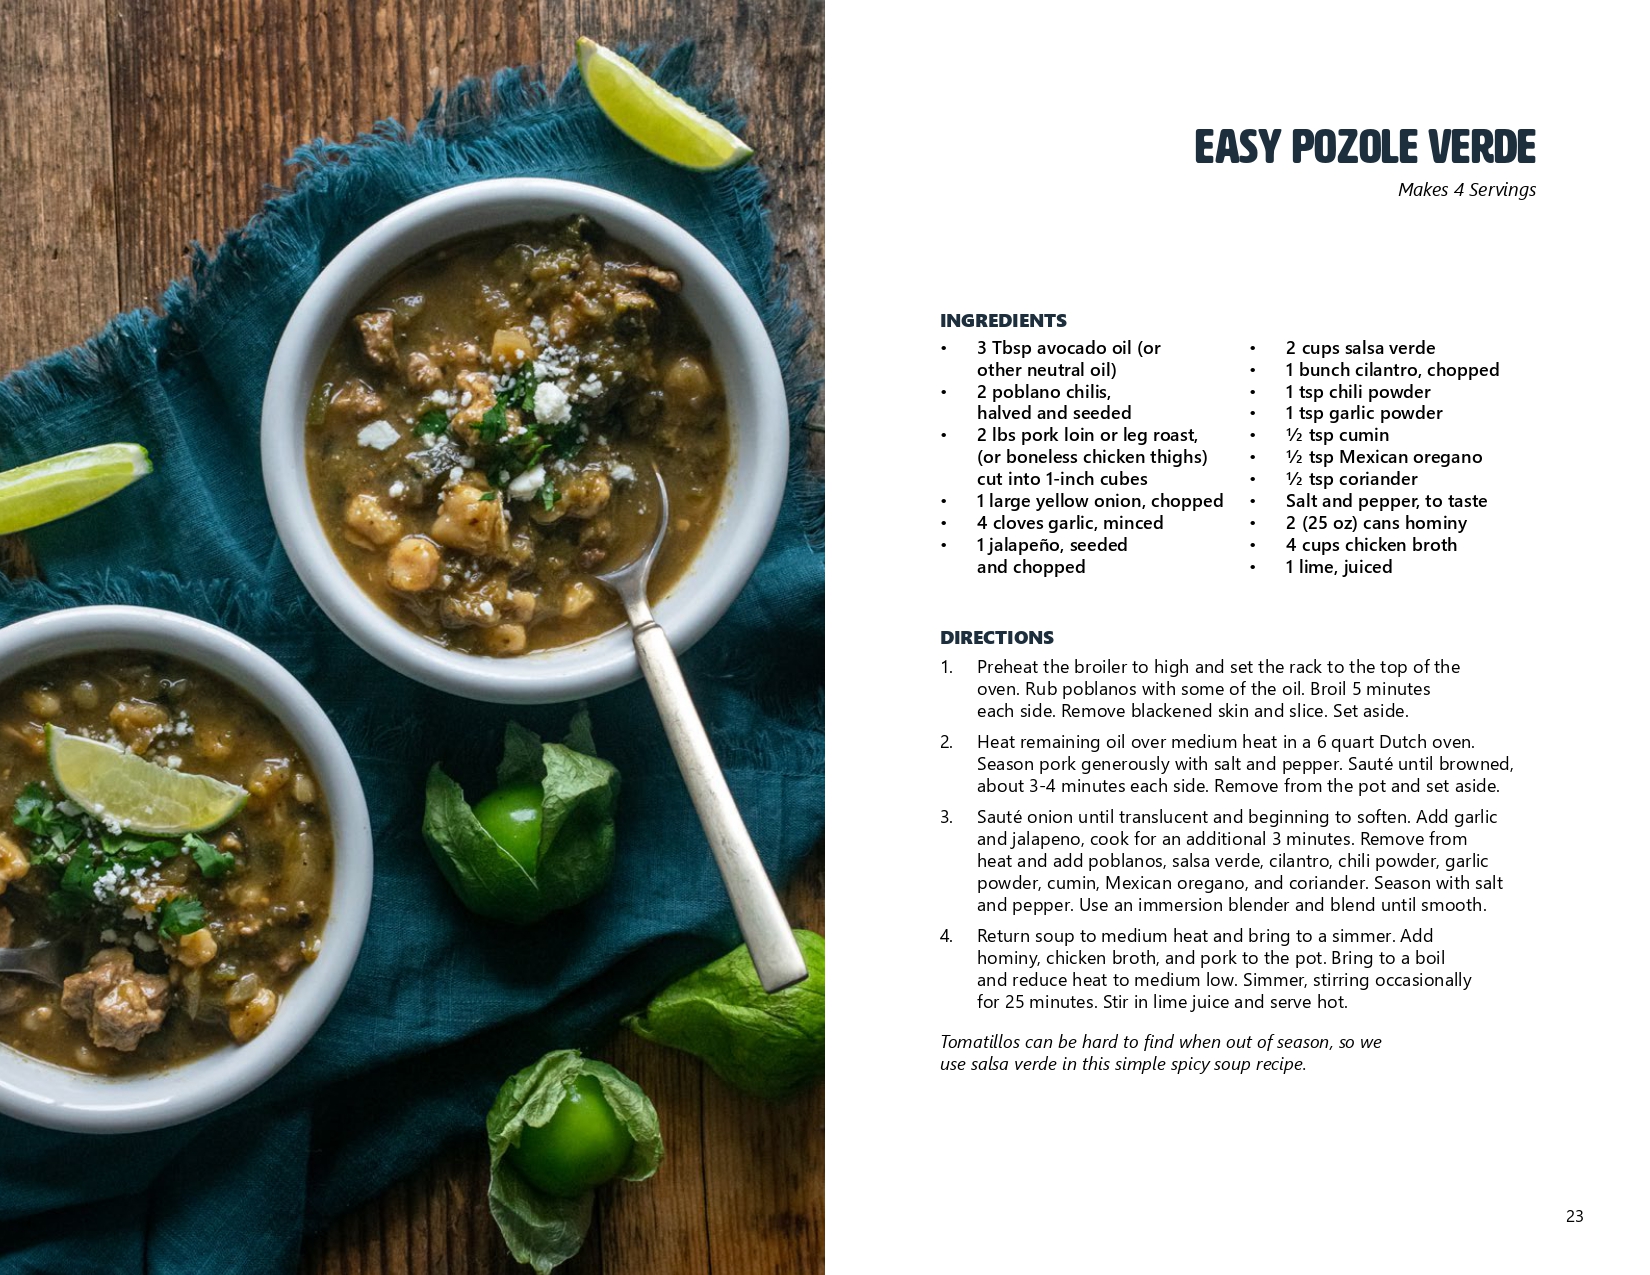 EASY POZOLE VERDE
Makes 4 Servings
INGREDIENTS
• 3 Tbsp avocado oil (or
other neutral oil)
• 2 poblano chilis,
halved and seeded
• 2 lbs pork loin or leg roast,
(or boneless chicken thighs)
cut into 1-inch cubes
• 1 large yellow onion, chopped
• 4 cloves garlic, minced
• 1 jalapeño, seeded
and chopped
• 2 cups salsa verde
• 1 bunch cilantro, chopped
• 1 tsp chili powder
• 1 tsp garlic powder
• ½ tsp cumin
• ½ tsp Mexican oregano
• ½ tsp coriander
• Salt and pepper, to taste
• 2 (25 oz) cans hominy
• 4 cups chicken broth
• 1 lime, juiced
DIRECTIONS
1. Preheat the broiler to high and set the rack to the top of the
oven. Rub poblanos with some of the oil. Broil 5 minutes
each side. Remove blackened skin and slice. Set aside.
2. Heat remaining oil over medium heat in a 6 quart Dutch oven.
Season pork generously with salt and pepper. Sauté until browned,
about 3-4 minutes each side. Remove from the pot and set aside.
3. Sauté onion until translucent and beginning to soften. Add garlic
and jalapeno, cook for an additional 3 minutes. Remove from
heat and add poblanos, salsa verde, cilantro, chili powder, garlic
powder, cumin, Mexican oregano, and coriander. Season with salt
and pepper. Use an immersion blender and blend until smooth.
4. Return soup to medium heat and bring to a simmer. Add
hominy, chicken broth, and pork to the pot. Bring to a boil
and reduce heat to medium low. Simmer, stirring occasionally
for 25 minutes. Stir in lime juice and serve hot.
Tomatillos can be hard to find when out of season, so we
use salsa verde in this simple spicy soup recipe.
23